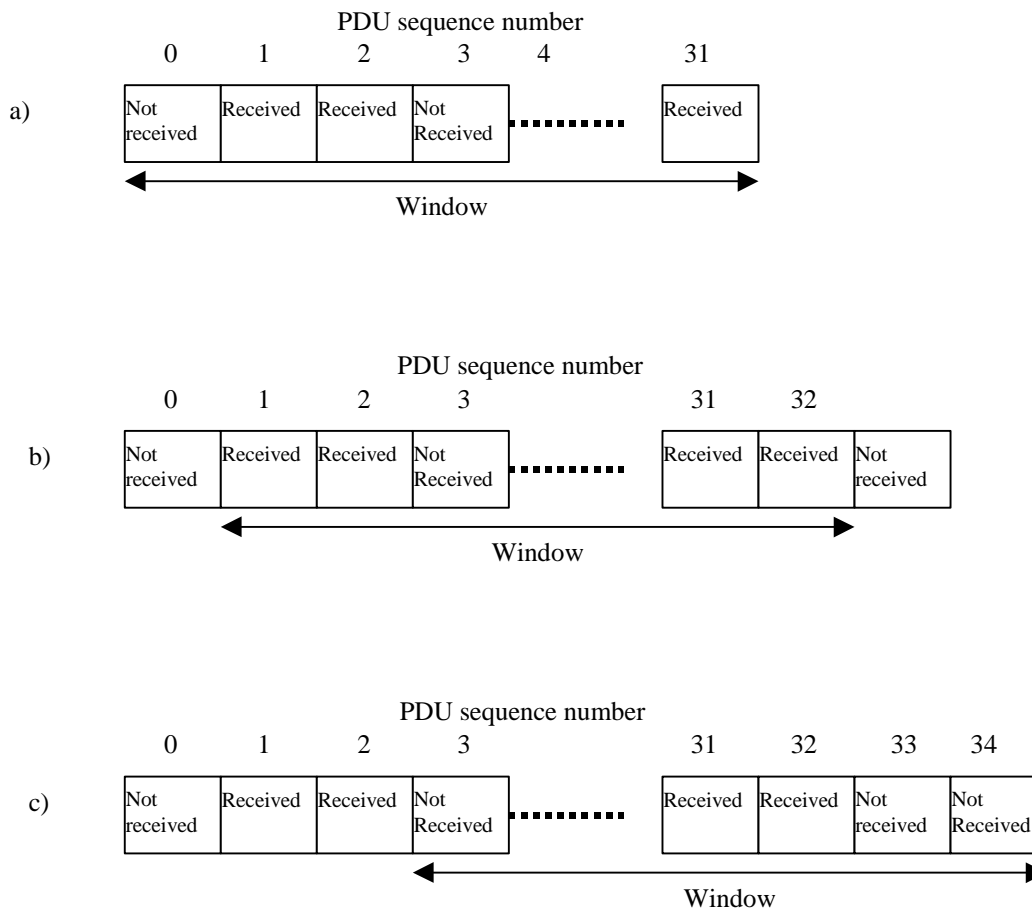 PDU sequence number
0 1 2 3 4 31
a)
Not received Received Received Not Received Received
Window
PDU sequence number
0 1 2 3 31 32
b)
Not received Received Received Not Received Received Received Not received
Window
PDU sequence number
0 1 2 3 31 32 33 34
c)
Not received Received Received Not Received Received Received Not received Not Received
Window